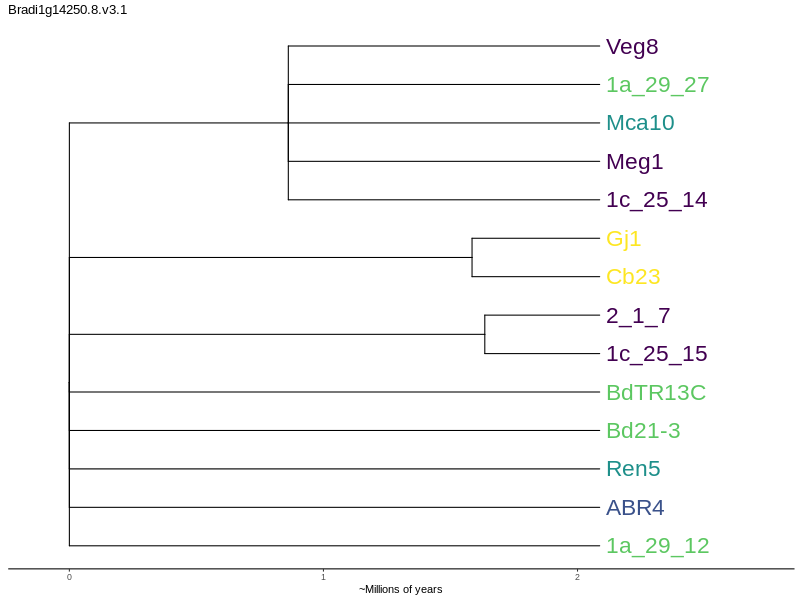 Bradi1g14250.8.v3.1
Veg8
1a_29_27
Mca10
Meg1
1c_25_14
Gj1
Cb23
2_1_7
1c_25_15
BdTR13C
Bd21-3
Ren5
ABR4
1a_29_12
0 1 2
~Millions of years